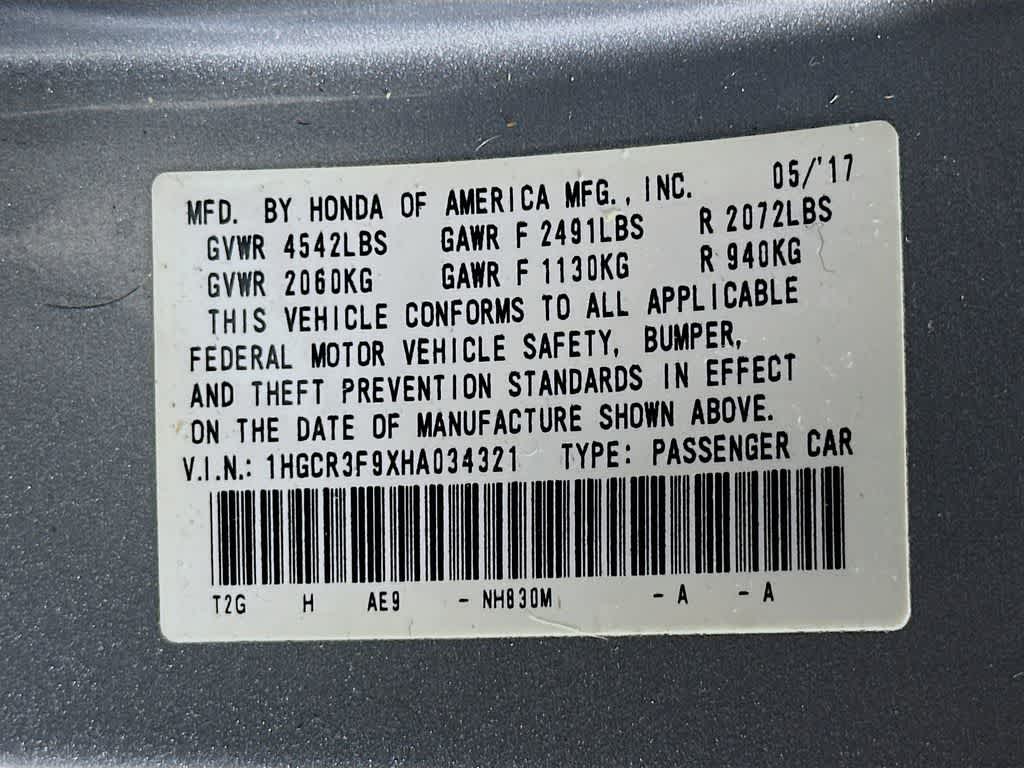 MFD. BY HONDA OF AMERICA MFG., INC. 05/'17
GVWR 4542LBS GAWR F 2491LBS R 2072LBS
GVWR 2060KG GAWR F 1130KG R 940KG
THIS VEHICLE CONFORMS TO ALL APPLICABLE
FEDERAL MOTOR VEHICLE SAFETY, BUMPER,
AND THEFT PREVENTION STANDARDS IN EFFECT
ON THE DATE OF MANUFACTURE SHOWN ABOVE.
V.I.N.: 1HGCR3F9XHA034321 TYPE: PASSENGER CAR
T2G H AE9 - NH830M - A - A